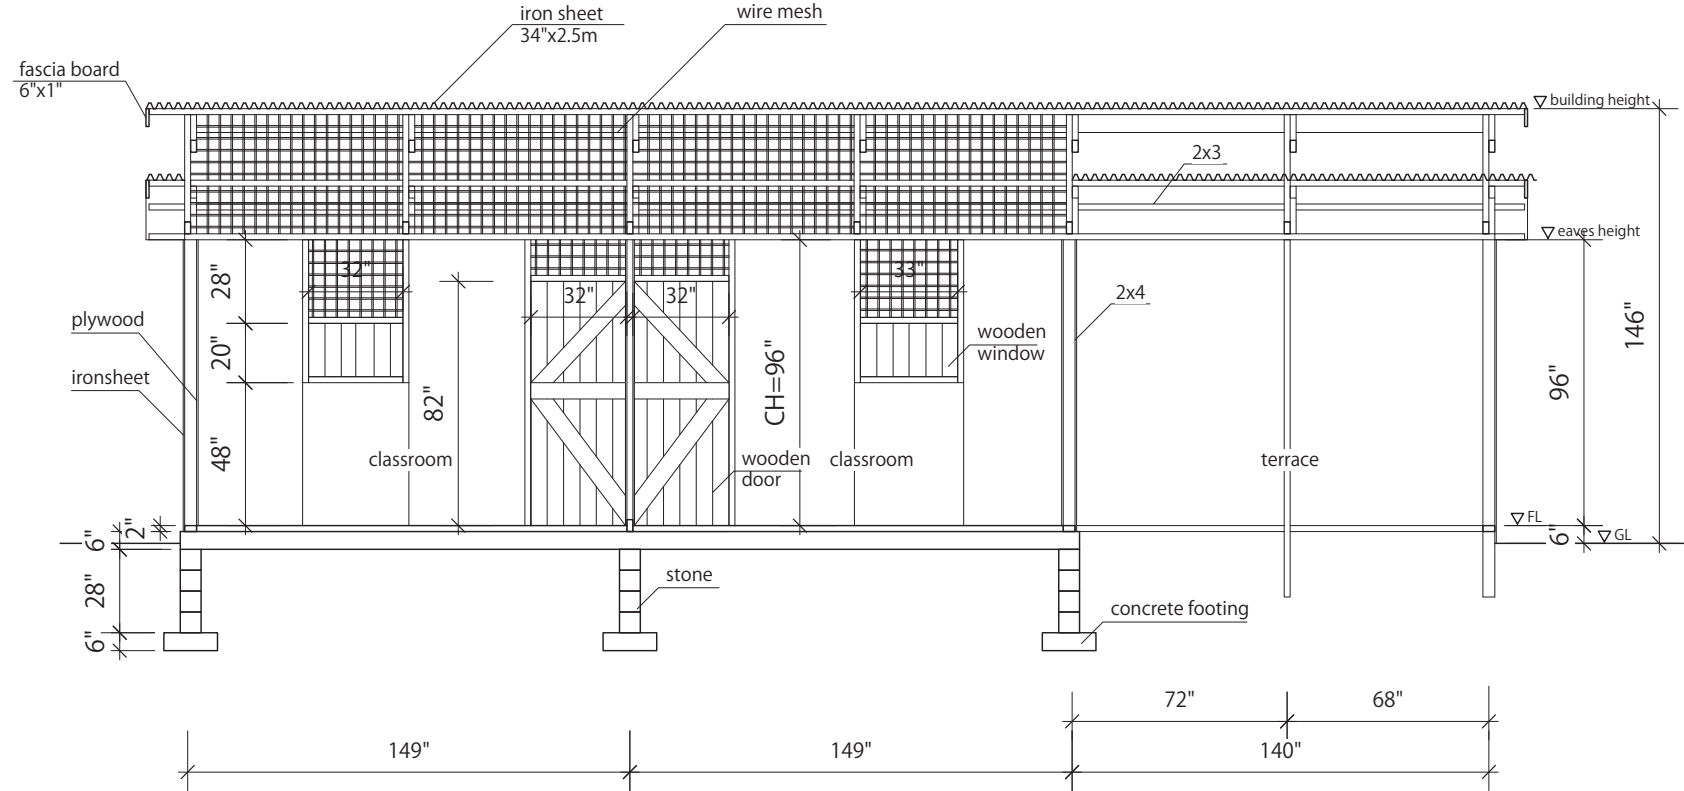 iron sheet
34"x2.5m
wire mesh
fascia board
6"x1"
building height
2x3
eaves height
28"
32"
32"
32"
33"
2x4
146"
plywood
20"
wooden
window
ironsheet
82"
CH=96"
96"
48"
classroom
wooden
door
classroom
terrace
2"
6"
FL
6"
GL
28"
stone
concrete footing
6"
72"
68"
149"
149"
140"